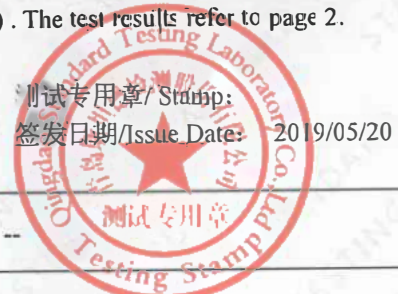 ). The test results refer to page 2.
测试专用章/ Stamp:
签发日期/Issue Date: 2019/05/20
Qingdao Standard Testing Laboratory Co., Ltd
测试专用章
Testing Stamp
--